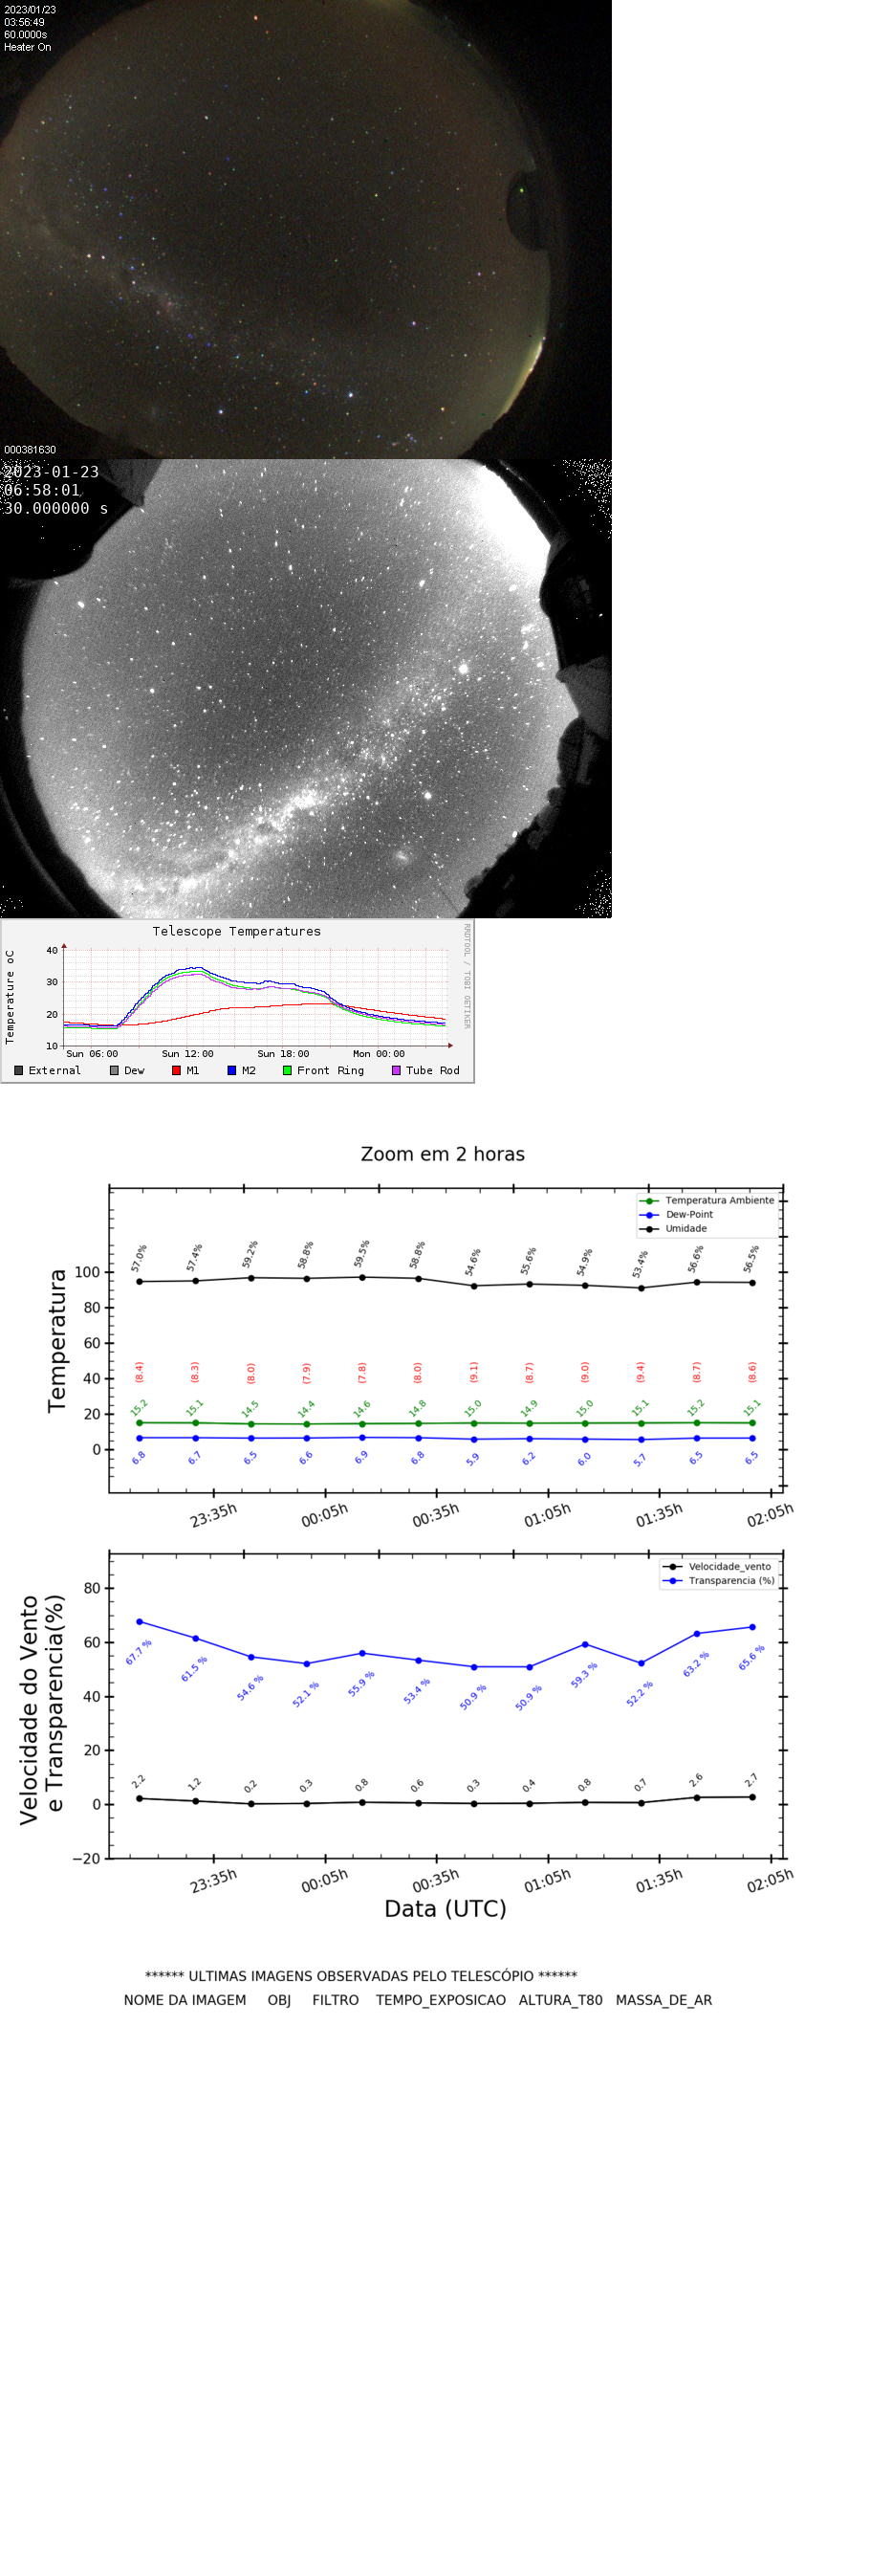 2023/01/23
03:56:49
60.0000s
Heater On
000381630
2023-01-23
06:58:01
30.000000 s
Telescope Temperatures
RRDTOOL / TOBI OETIKER
Temperature oC
40
30
20
10
Sun 06:00 Sun 12:00 Sun 18:00 Mon 00:00
External Dew M1 M2 Front Ring Tube Rod
Zoom em 2 horas
Temperatura Ambiente
Dew-Point
Umidade
Temperatura
57.0% 57.4% 59.2% 58.8% 59.5% 58.8% 54.6% 55.6% 54.9% 53.4% 56.6% 56.5%
100
80
60
40
20
0
(8.4) (8.3) (8.0) (7.9) (7.8) (8.0) (9.1) (8.7) (9.0) (9.4) (8.7) (8.6)
15.2 15.1 14.5 14.4 14.6 14.8 15.0 14.9 15.0 15.1 15.2 15.1
6.8 6.7 6.5 6.6 6.9 6.8 5.9 6.2 6.0 5.7 6.5 6.5
23:35h 00:05h 00:35h 01:05h 01:35h 02:05h
Velocidade_vento
Transparencia (%)
Velocidade do Vento
e Transparencia(%)
80
60
40
20
0
−20
67.7 % 61.5 % 54.6 % 52.1 % 55.9 % 53.4 % 50.9 % 50.9 % 59.3 % 52.2 % 63.2 % 65.6 %
2.2 1.2 0.2 0.3 0.8 0.6 0.3 0.4 0.8 0.7 2.6 2.7
23:35h 00:05h 00:35h 01:05h 01:35h 02:05h
Data (UTC)
****** ULTIMAS IMAGENS OBSERVADAS PELO TELESCÓPIO ******
NOME DA IMAGEM OBJ FILTRO TEMPO_EXPOSICAO ALTURA_T80 MASSA_DE_AR